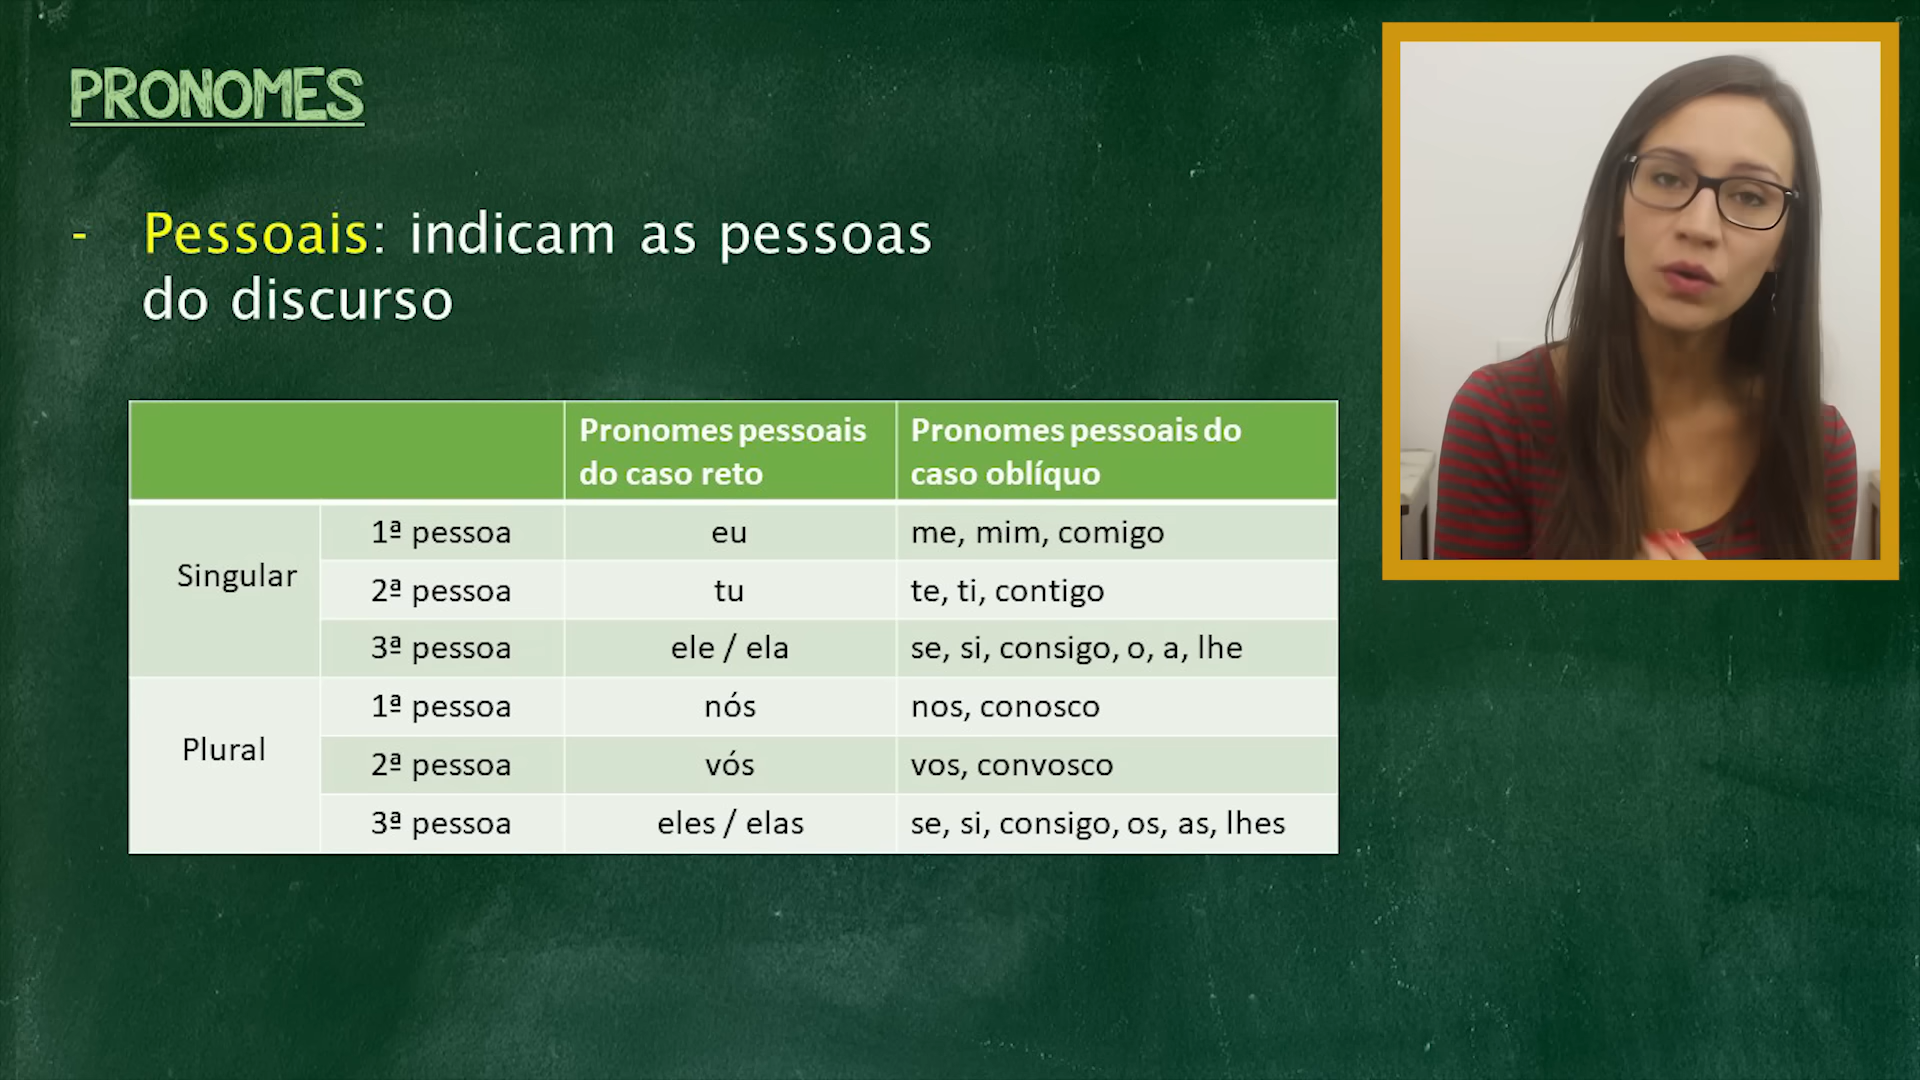 PRONOMES
- Pessoais: indicam as pessoas
do discurso
Pronomes pessoais do caso reto
Pronomes pessoais do caso oblíquo
Singular
1ª pessoa eu me, mim, comigo
2ª pessoa tu te, ti, contigo
3ª pessoa ele / ela se, si, consigo, o, a, lhe
Plural
1ª pessoa nós nos, conosco
2ª pessoa vós vos, convosco
3ª pessoa eles / elas se, si, consigo, os, as, lhes